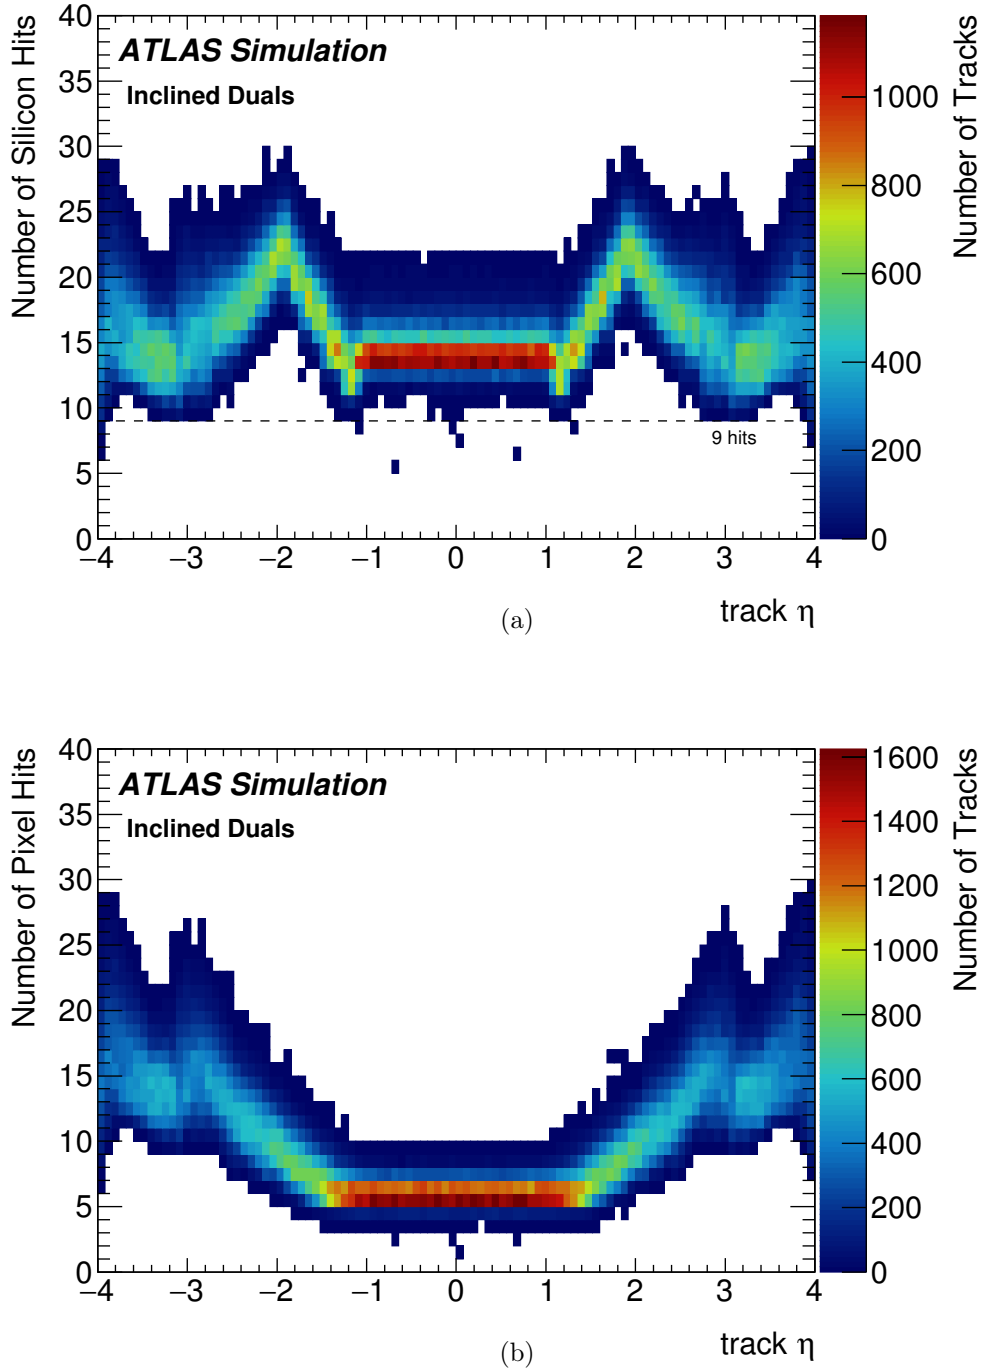 Number of Silicon Hits
40
35
30
25
20
15
10
5
0
ATLAS Simulation
Inclined Duals
9 hits
−4 −3 −2 −1 0 1 2 3 4
track η
1000
800
600
400
200
0
Number of Tracks
(a)
Number of Pixel Hits
40
35
30
25
20
15
10
5
0
ATLAS Simulation
Inclined Duals
−4 −3 −2 −1 0 1 2 3 4
track η
1600
1400
1200
1000
800
600
400
200
0
Number of Tracks
(b)